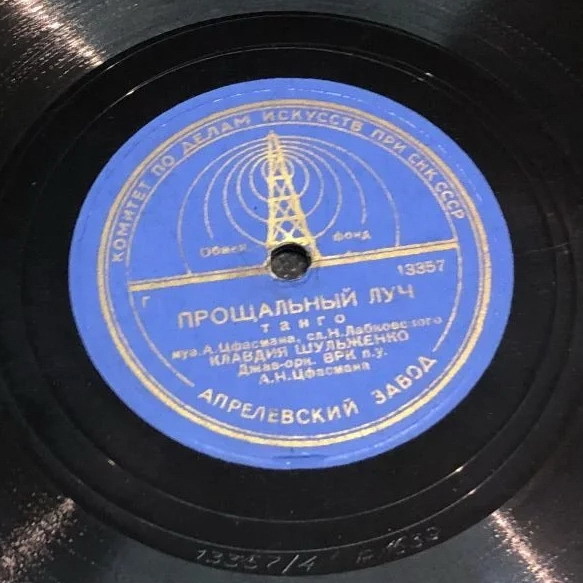 КОМИТЕТ ПО ДЕЛАМ ИСКУССТВ ПРИ СНК СССР
Обмен фонд
13357
Г
ПРОЩАЛЬНЫЙ ЛУЧ
танго
муз.А.Цфасмана, сл.Н.Лабковского
КЛАВДИЯ ШУЛЬЖЕНКО
Джаз-орк. ВРК п.у.
А.Н.Цфасмана
АПРЕЛЕВСКИЙ ЗАВОД
13357/4